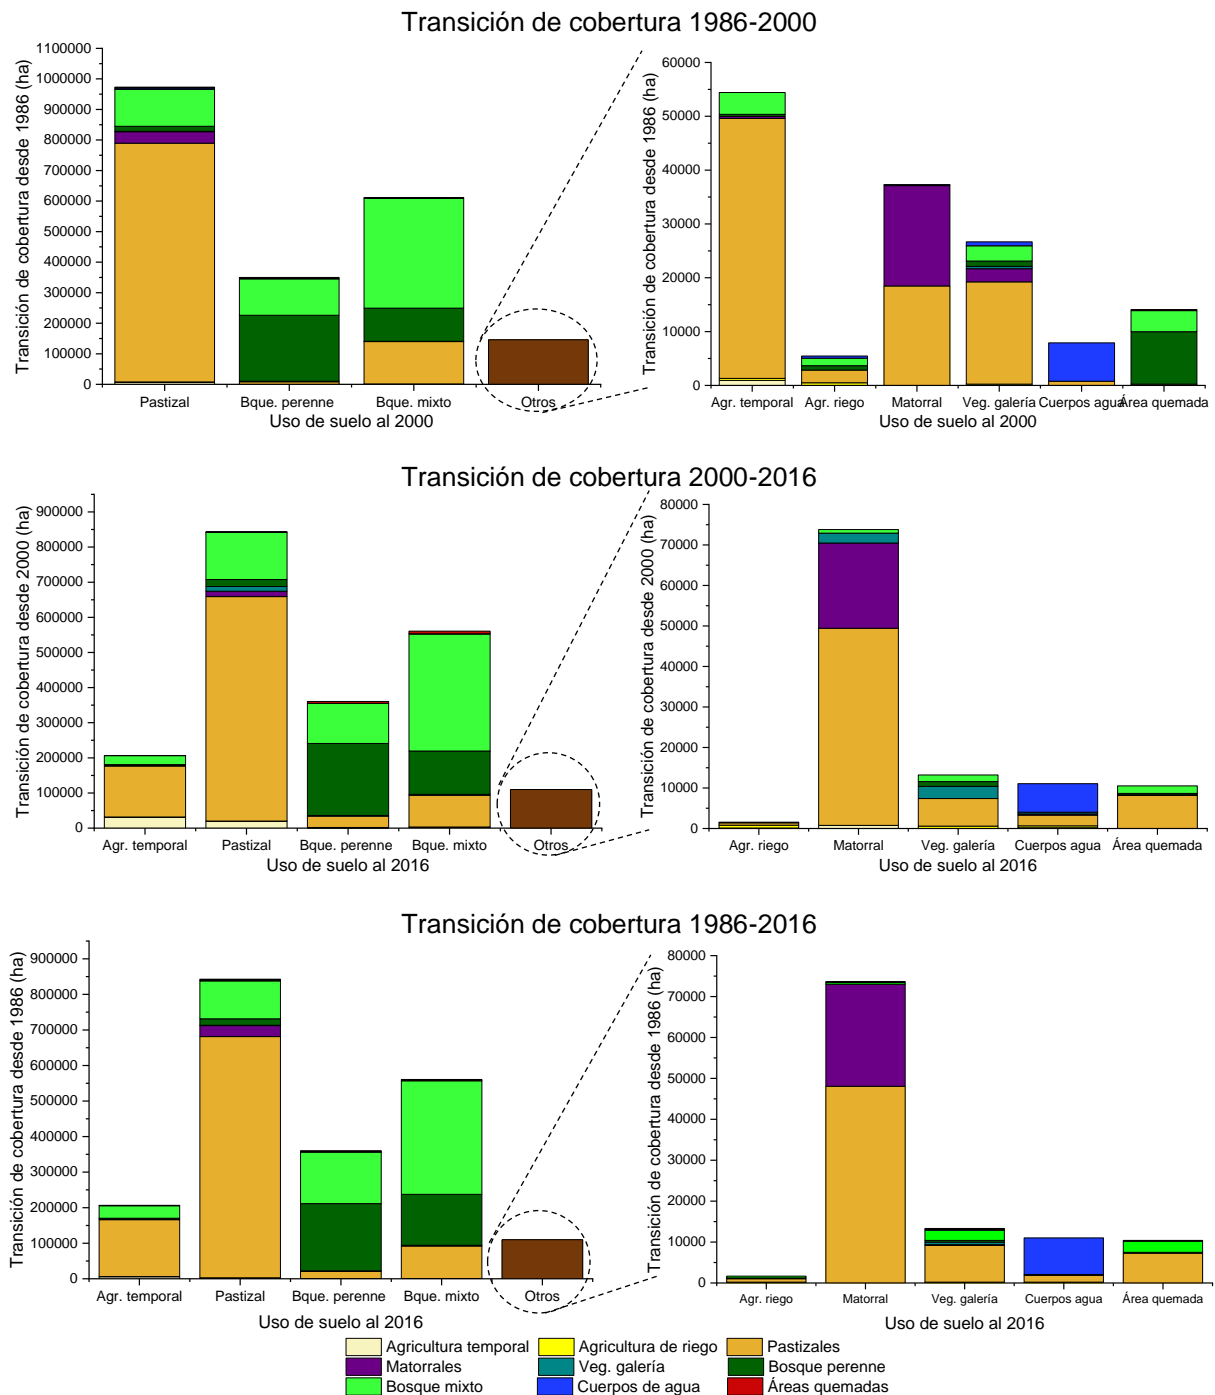 Transición de cobertura 1986-2000
Transición de cobertura desde 1986 (ha)
1100000
1000000
900000
800000
700000
600000
500000
400000
300000
200000
100000
0
Pastizal
Bque. perenne
Bque. mixto
Otros
Uso de suelo al 2000
Transición de cobertura desde 1986 (ha)
60000
50000
40000
30000
20000
10000
0
Agr. temporal
Agr. riego
Matorral
Veg. galería
Cuerpos agua
Área quemada
Uso de suelo al 2000
Transición de cobertura 2000-2016
Transición de cobertura desde 2000 (ha)
900000
800000
700000
600000
500000
400000
300000
200000
100000
0
Agr. temporal
Pastizal
Bque. perenne
Bque. mixto
Otros
Uso de suelo al 2016
Transición de cobertura desde 2000 (ha)
80000
70000
60000
50000
40000
30000
20000
10000
0
Agr. riego
Matorral
Veg. galería
Cuerpos agua
Área quemada
Uso de suelo al 2016
Transición de cobertura 1986-2016
Transición de cobertura desde 1986 (ha)
900000
800000
700000
600000
500000
400000
300000
200000
100000
0
Agr. temporal
Pastizal
Bque. perenne
Bque. mixto
Otros
Uso de suelo al 2016
Transición de cobertura desde 1986 (ha)
80000
70000
60000
50000
40000
30000
20000
10000
0
Agr. riego
Matorral
Veg. galería
Cuerpos agua
Área quemada
Uso de suelo al 2016
Agricultura temporal
Agricultura de riego
Pastizales
Matorrales
Veg. galería
Bosque perenne
Bosque mixto
Cuerpos de agua
Áreas quemadas